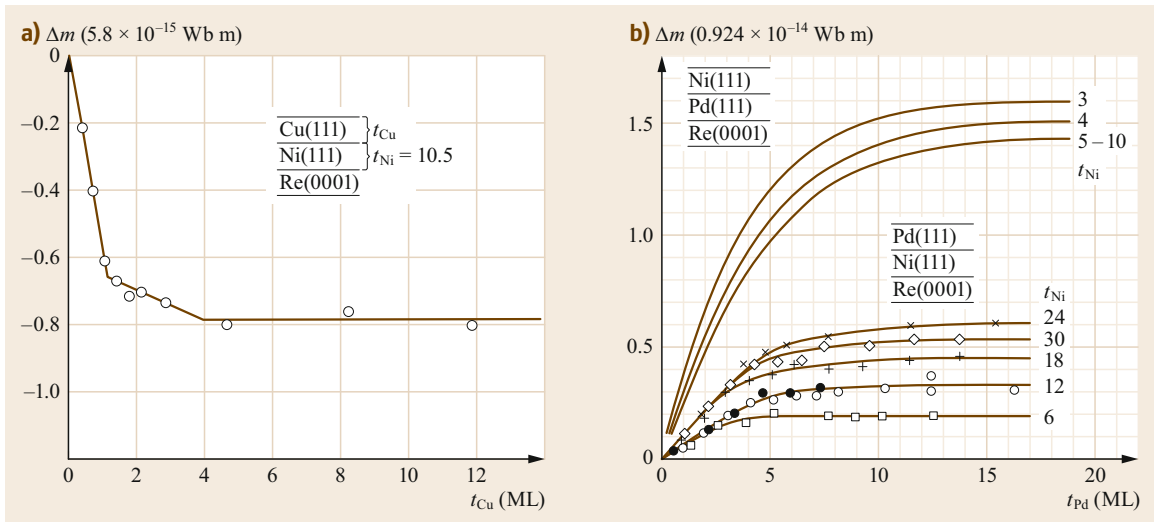 a) Δm (5.8 × 10⁻¹⁵ Wb m)
0
−0.2
−0.4
−0.6
−0.8
−1.0
Cu(111)
Ni(111)
Re(0001)
t_Cu
t_Ni = 10.5
0 2 4 6 8 10 12
t_Cu (ML)
b) Δm (0.924 × 10⁻¹⁴ Wb m)
1.5
1.0
0.5
0
Ni(111)
Pd(111)
Re(0001)
3
4
5–10
t_Ni
Pd(111)
Ni(111)
Re(0001)
t_Ni
24
30
18
12
6
0 5 10 15 20
t_Pd (ML)